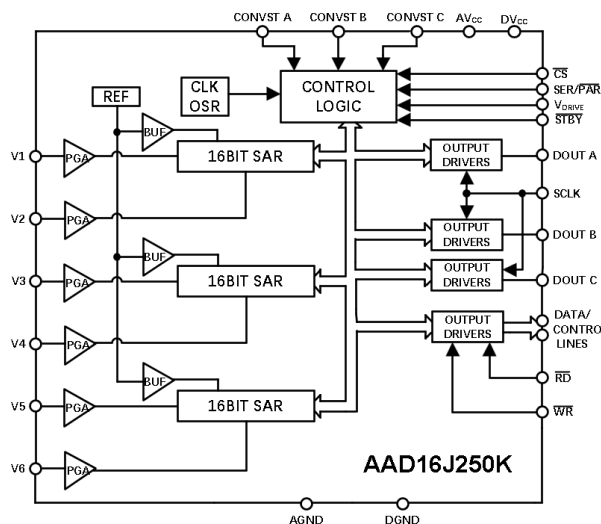 CONVST A
CONVST B
CONVST C
AVCC
DVCC
REF
CLK
OSR
CONTROL
LOGIC
CS
SER/PAR
VDRIVE
STBY
BUF
V1
PGA
16BIT SAR
OUTPUT
DRIVERS
DOUT A
SCLK
V2
PGA
OUTPUT
DRIVERS
DOUT B
BUF
V3
PGA
16BIT SAR
OUTPUT
DRIVERS
DOUT C
V4
PGA
OUTPUT
DRIVERS
DATA/
CONTROL
LINES
BUF
RD
V5
PGA
16BIT SAR
WR
V6
PGA
AAD16J250K
AGND
DGND